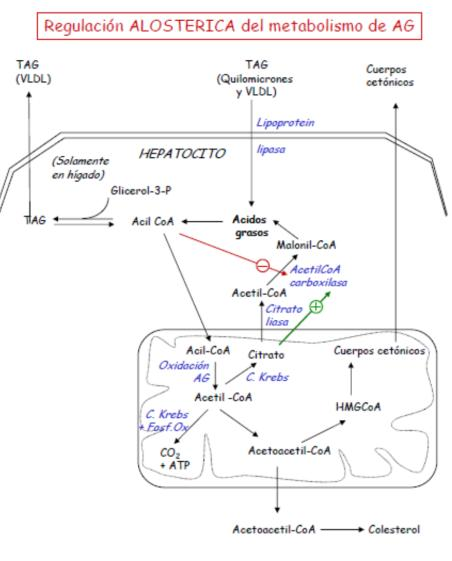 Regulación ALOSTERICA del metabolismo de AG
TAG
(VLDL)
TAG
(Quilomicrones
y VLDL)
Cuerpos
cetónicos
Lipoprotein
lipasa
(Solamente
en hígado)
HEPATOCITO
Glicerol-3-P
TAG
Acil CoA
Acidos
grasos
Malonil-CoA
AcetilCoA
carboxilasa
Acetil-CoA
Citrato
liasa
Acil-CoA
Citrato
Cuerpos cetónicos
Oxidación
AG
C. Krebs
Acetil -CoA
HMGCoA
C. Krebs
+ Fosf.Ox
CO2
+ ATP
Acetoacetil-CoA
Acetoacetil-CoA
Colesterol